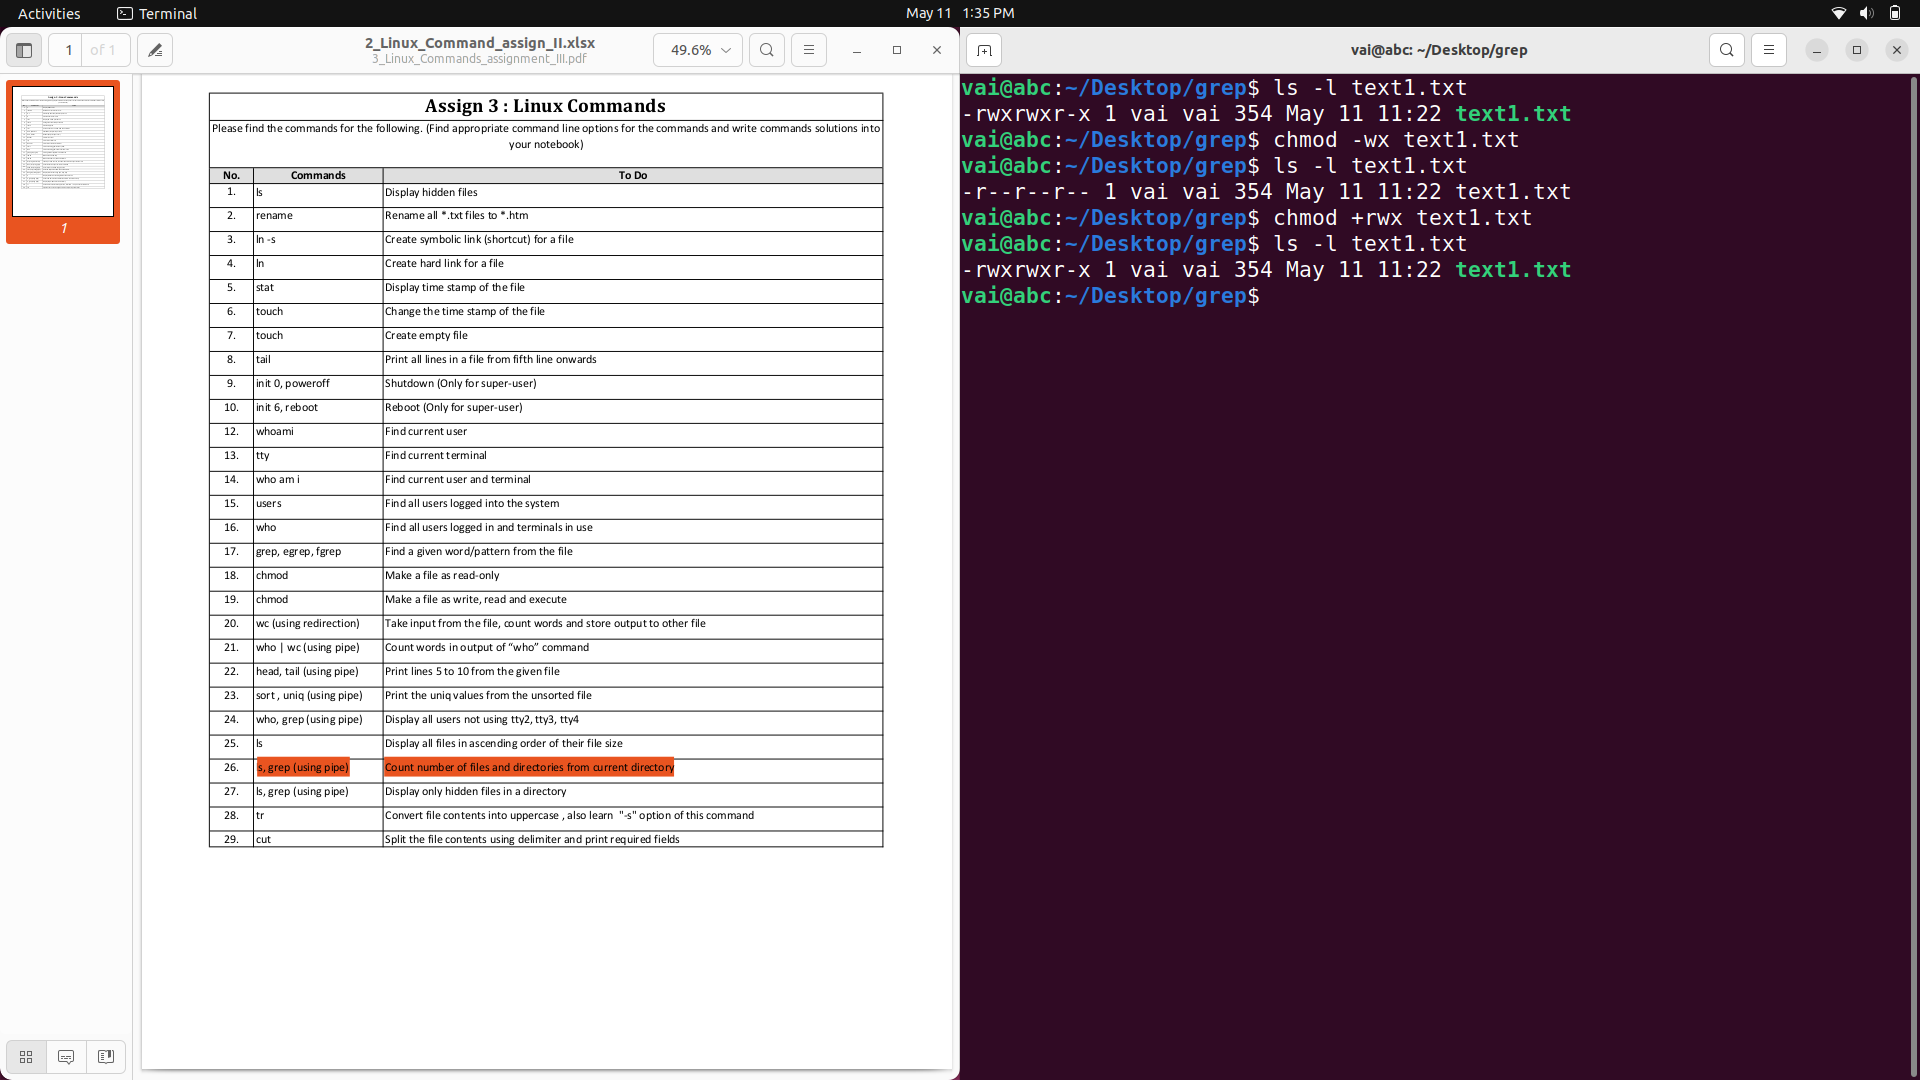 Activities
Terminal
May 11 1:35 PM
1
of 1
2_Linux_Command_assign_II.xlsx
3_Linux_Commands_assignment_III.pdf
49.6%
1
Assign 3 : Linux Commands
Please find the commands for the following. (Find appropriate command line options for the commands and write commands solutions into
your notebook)
No. Commands To Do
1. ls Display hidden files
2. rename Rename all *.txt files to *.htm
3. ln -s Create symbolic link (shortcut) for a file
4. ln Create hard link for a file
5. stat Display time stamp of the file
6. touch Change the time stamp of the file
7. touch Create empty file
8. tail Print all lines in a file from fifth line onwards
9. init 0, poweroff Shutdown (Only for super-user)
10. init 6, reboot Reboot (Only for super-user)
12. whoami Find current user
13. tty Find current terminal
14. who am i Find current user and terminal
15. users Find all users logged into the system
16. who Find all users logged in and terminals in use
17. grep, egrep, fgrep Find a given word/pattern from the file
18. chmod Make a file as read-only
19. chmod Make a file as write, read and execute
20. wc (using redirection) Take input from the file, count words and store output to other file
21. who | wc (using pipe) Count words in output of “who” command
22. head, tail (using pipe) Print lines 5 to 10 from the given file
23. sort , uniq (using pipe) Print the uniq values from the unsorted file
24. who, grep (using pipe) Display all users not using tty2, tty3, tty4
25. ls Display all files in ascending order of their file size
26. s, grep (using pipe) Count number of files and directories from current directory
27. ls, grep (using pipe) Display only hidden files in a directory
28. tr Convert file contents into uppercase , also learn "-s" option of this command
29. cut Split the file contents using delimiter and print required fields
vai@abc: ~/Desktop/grep
vai@abc:~/Desktop/grep$ ls -l text1.txt
-rwxrwxr-x 1 vai vai 354 May 11 11:22 text1.txt
vai@abc:~/Desktop/grep$ chmod -wx text1.txt
vai@abc:~/Desktop/grep$ ls -l text1.txt
-r--r--r-- 1 vai vai 354 May 11 11:22 text1.txt
vai@abc:~/Desktop/grep$ chmod +rwx text1.txt
vai@abc:~/Desktop/grep$ ls -l text1.txt
-rwxrwxr-x 1 vai vai 354 May 11 11:22 text1.txt
vai@abc:~/Desktop/grep$